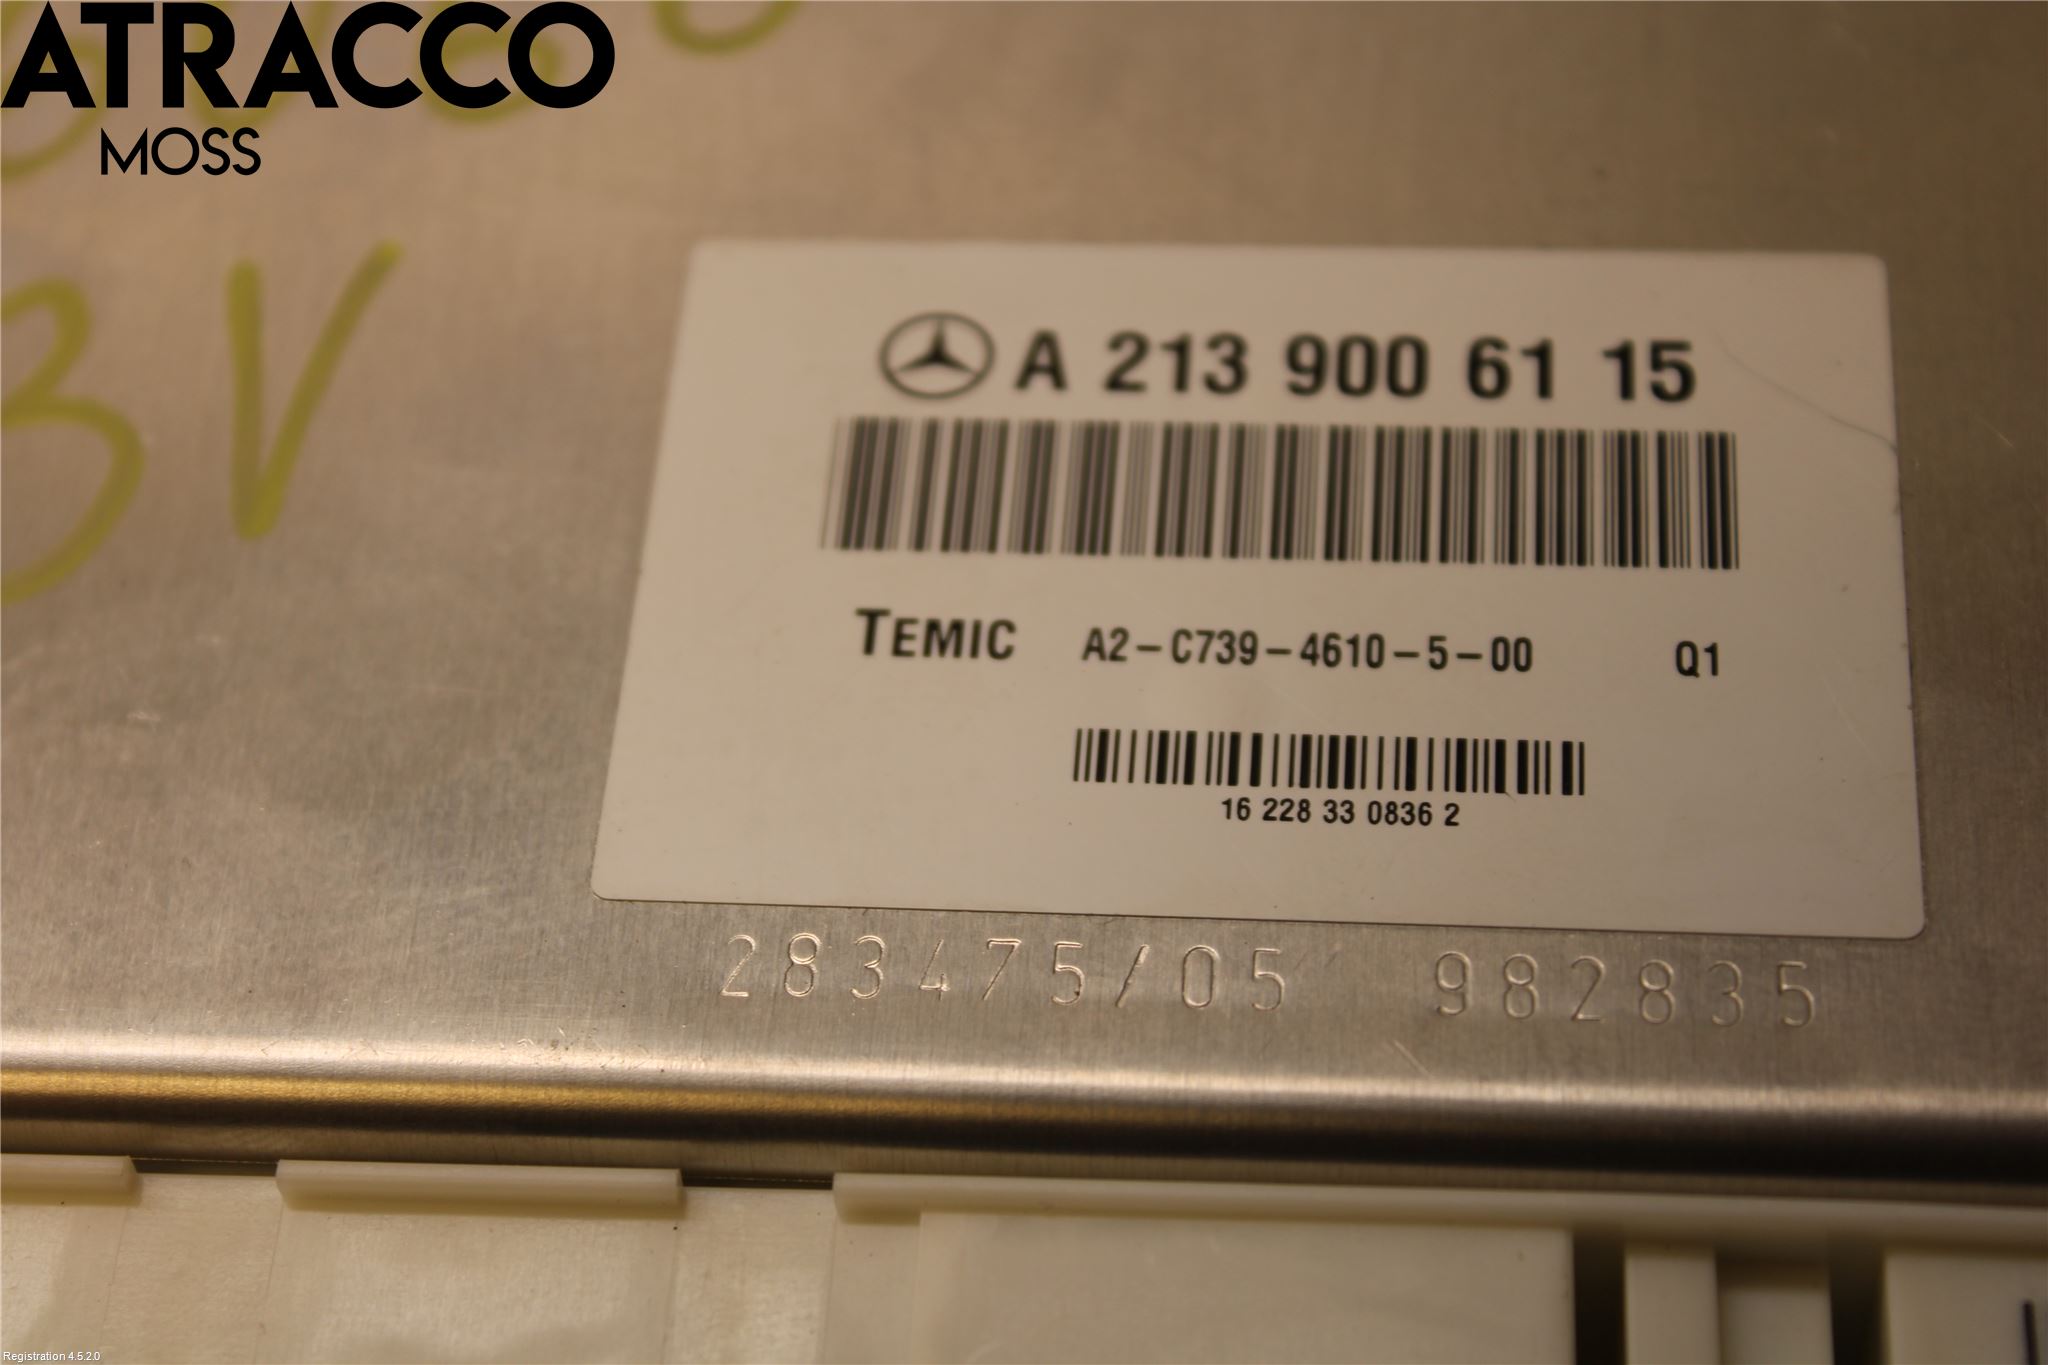 ATRACCO
MOSS
3V
A 213 900 61 15
TEMIC A2-C739-4610-5-00 Q1
16 228 33 0836 2
283475/05 982835
Registration 4.5.2.0